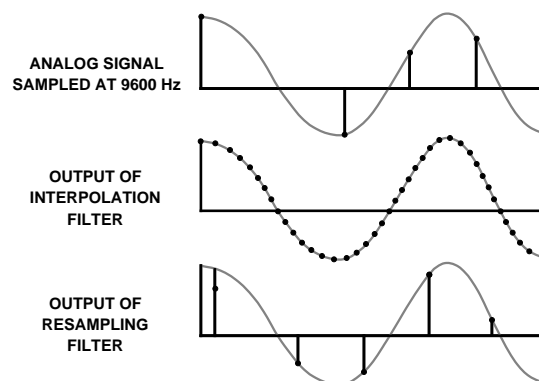 ANALOG SIGNAL
SAMPLED AT 9600 Hz
OUTPUT OF
INTERPOLATION
FILTER
OUTPUT OF
RESAMPLING
FILTER